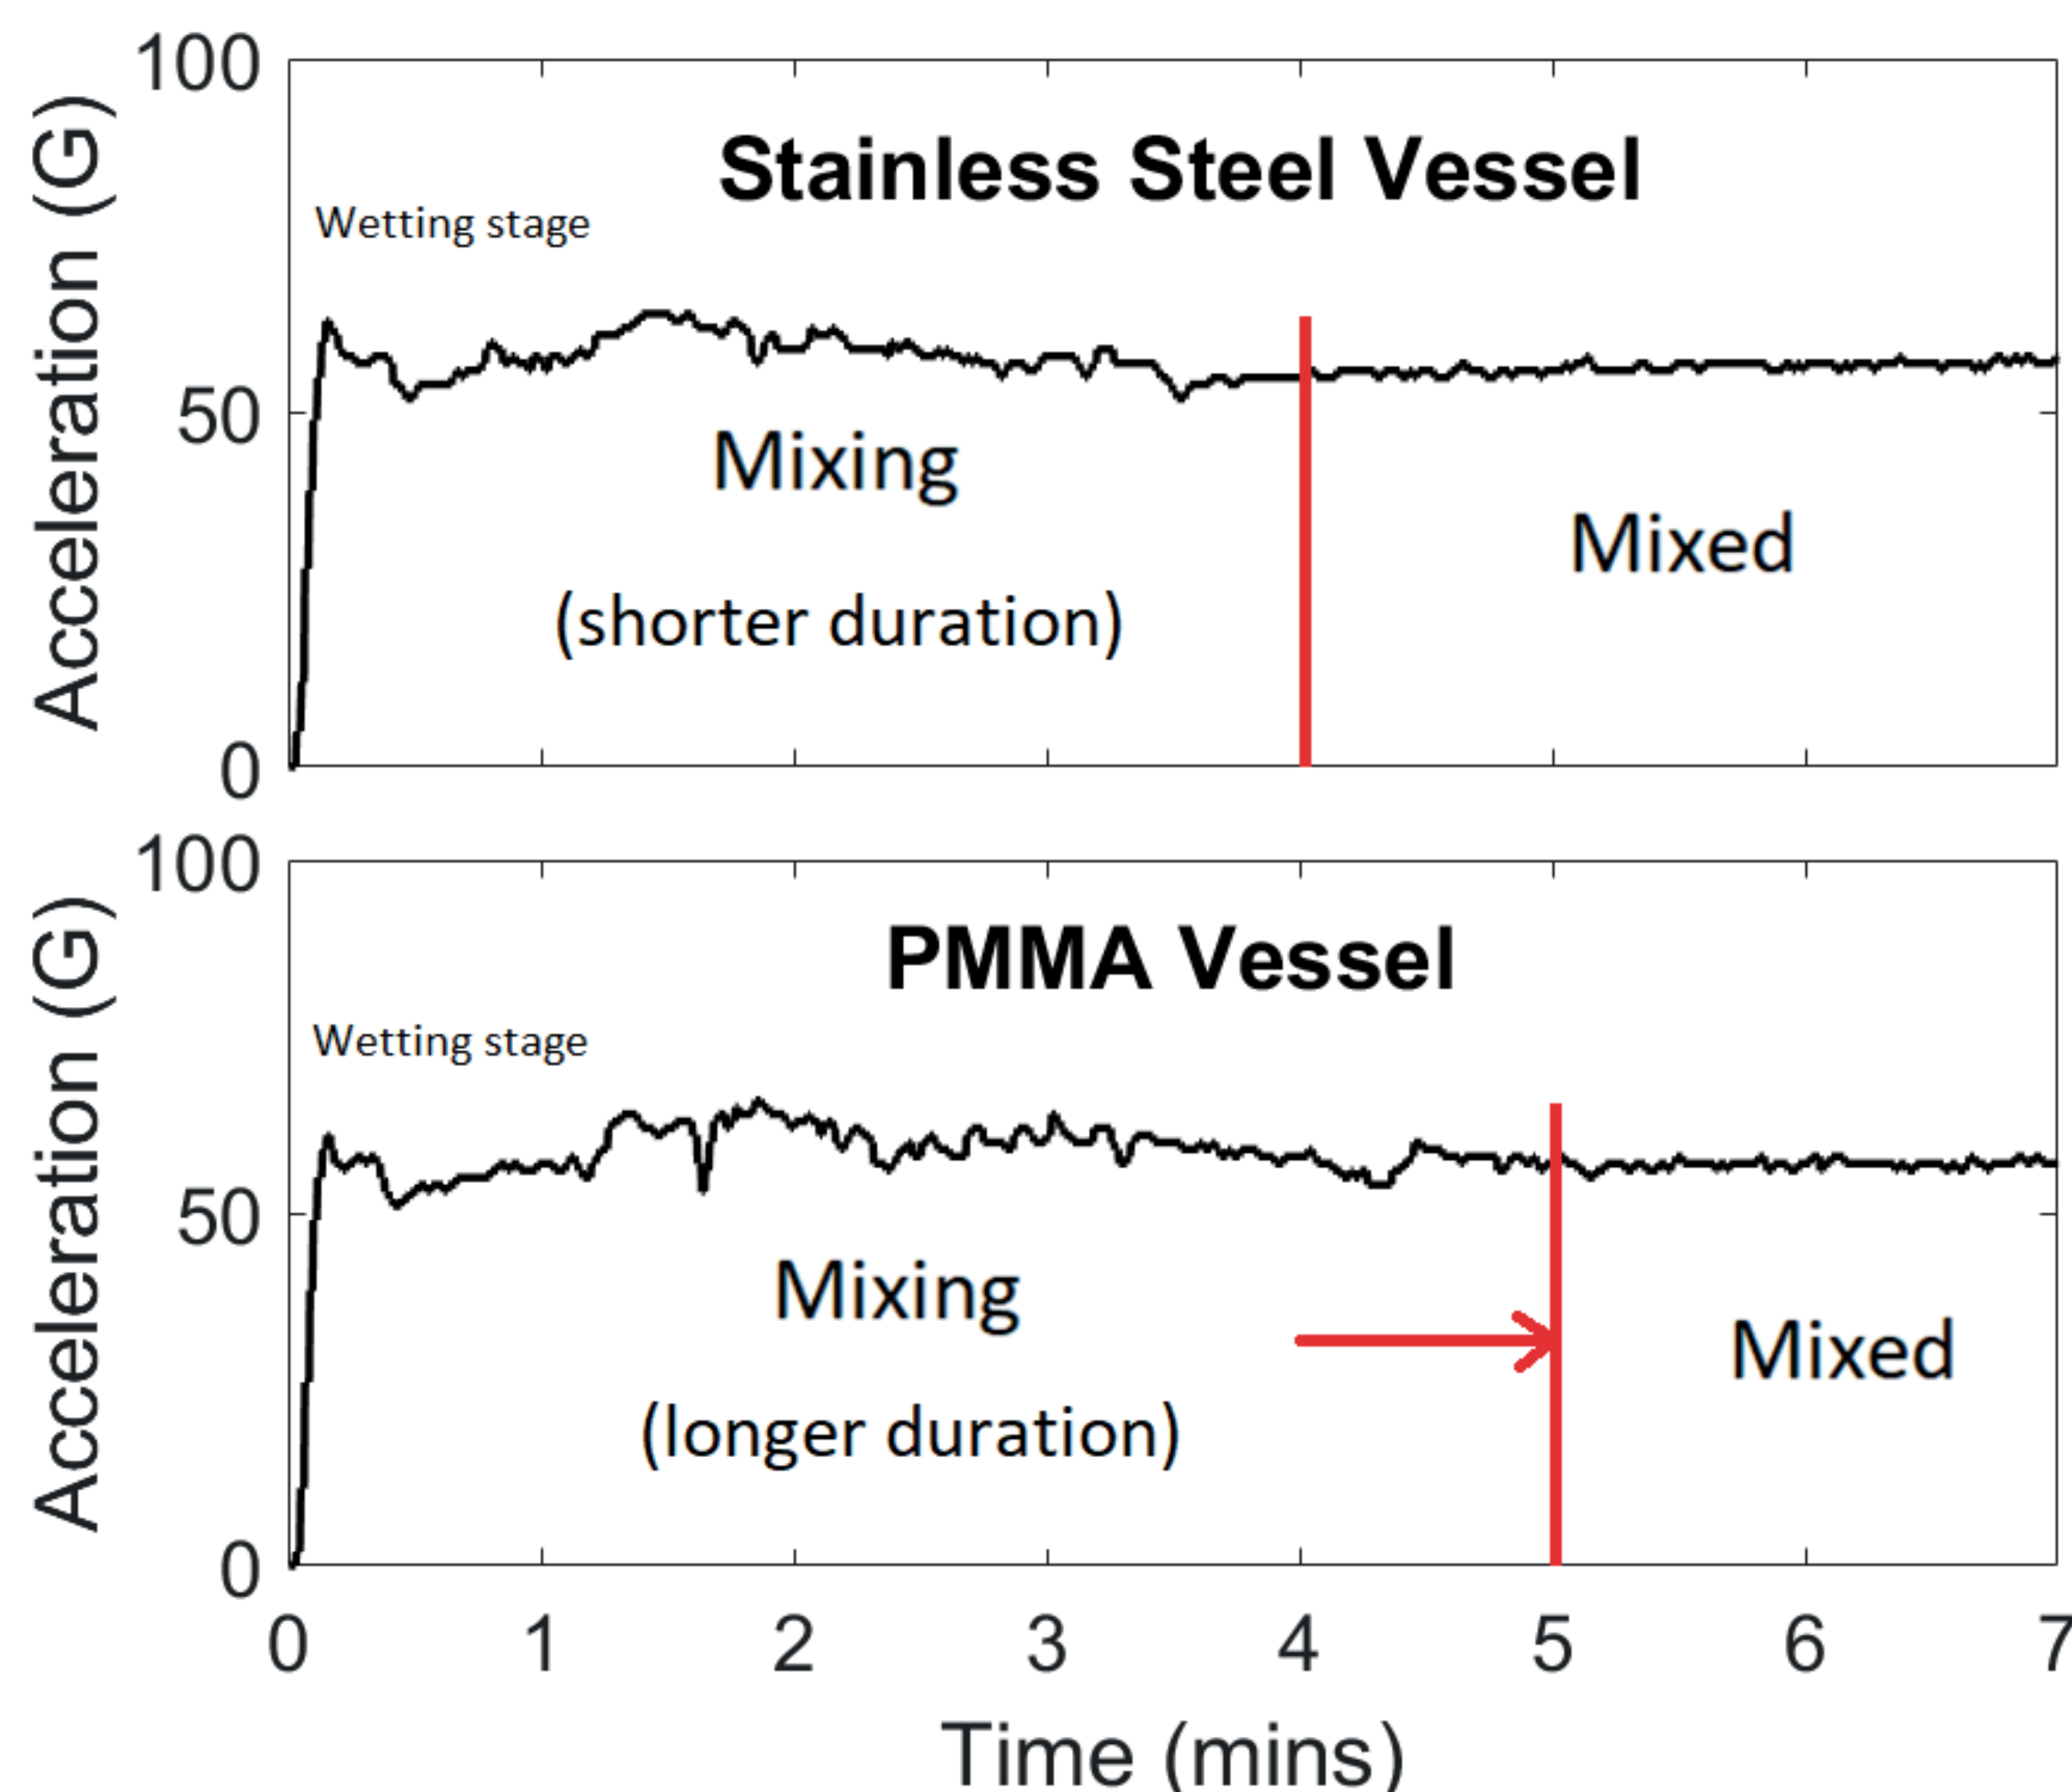 100
Stainless Steel Vessel
Wetting stage
50
Mixing
Mixed
(shorter duration)
0
Acceleration (G)
100
PMMA Vessel
Wetting stage
50
Mixing
Mixed
(longer duration)
0
Acceleration (G)
0 1 2 3 4 5 6 7
Time (mins)